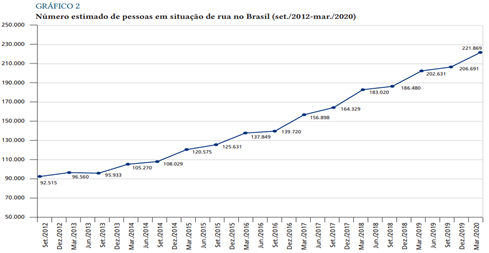 GRÁFICO 2
Número estimado de pessoas em situação de rua no Brasil (set./2012-mar./2020)
250.000
230.000
210.000
190.000
170.000
150.000
130.000
110.000
90.000
70.000
50.000
92.515
96.560
95.933
105.270
108.029
120.575
125.631
137.849
139.720
156.898
164.329
183.020
186.480
202.631
206.691
221.869
Set./2012
Dez./2012
Mar./2013
Jun./2013
Set./2013
Dez./2013
Mar./2014
Jun./2014
Set./2014
Dez./2014
Mar./2015
Jun./2015
Set./2015
Dez./2015
Mar./2016
Jun./2016
Set./2016
Dez./2016
Mar./2017
Jun./2017
Set./2017
Dez./2017
Mar./2018
Jun./2018
Set./2018
Dez./2018
Mar./2019
Jun./2019
Set./2019
Dez./2019
Mar./2020